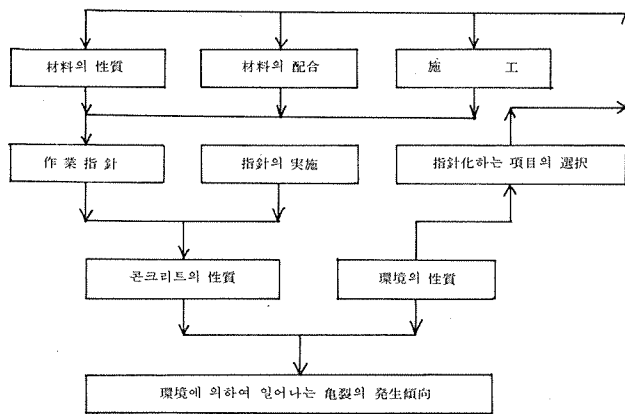 材料의 性質
材料의 配合
施 工
作業指針
指針의 実施
指針化하는 項目의 選択
콘크리트의 性質
環境의 性質
環境에 의하여 일어나는 亀裂의 発生傾向